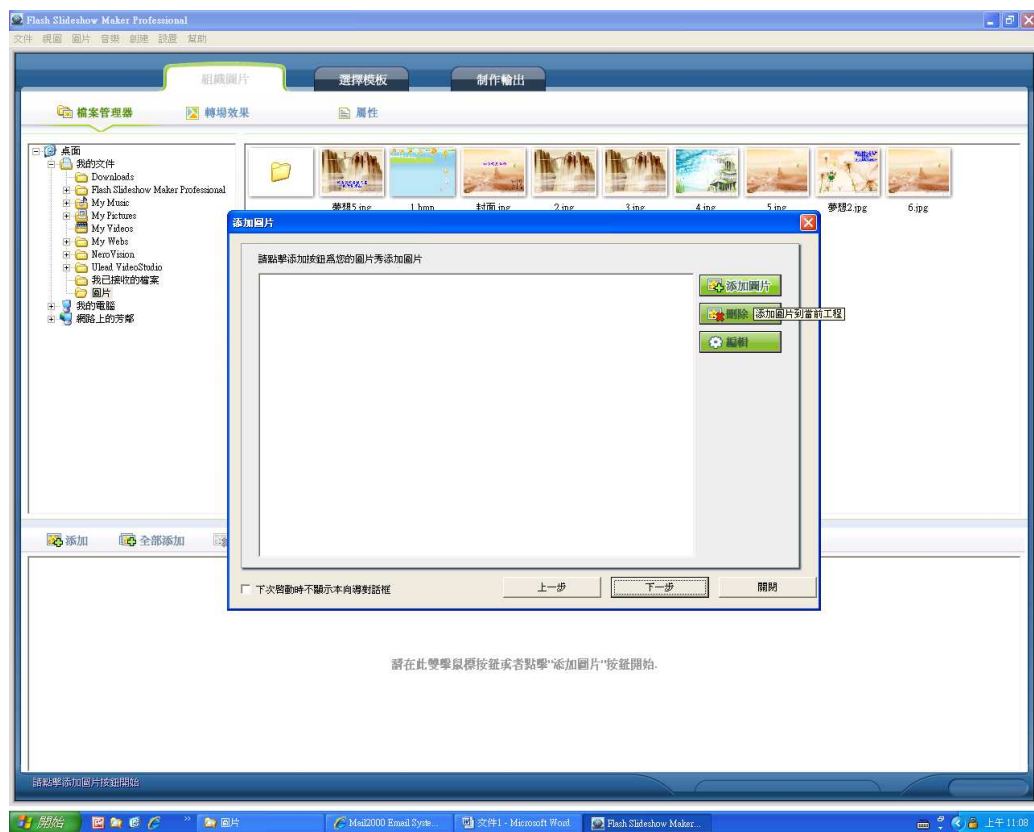 Flash Slideshow Maker Professional
文件 視圖 圖片 音樂 創建 設置 幫助
組織圖片 選擇模板 制作輸出
檔案管理器 轉場效果 屬性
桌面
我的文件
Downloads
Flash Slideshow Maker Professional
My Music
My Pictures
My Videos
My Webs
NeroVision
Ulead VideoStudio
我已接收的檔案
圖片
我的電腦
網路上的芳鄰
夢想5.jpg 1.bmp 封面.jpg 2.jpg 3.jpg 4.jpg 5.jpg 夢想2.jpg 6.jpg
添加圖片
請點擊添加按鈕爲您的圖片秀添加圖片
添加圖片
刪除
添加圖片到當前工程
編輯
下次啓動時不顯示本向導對話框
上一步 下一步 關閉
添加 全部添加
請在此雙擊鼠標按鈕或者點擊"添加圖片"按鈕開始.
請點擊添加圖片按鈕開始
開始 圖片 Mail2000 Email Syste... 文件1 - Microsoft Word Flash Slideshow Maker... 上午 11:08